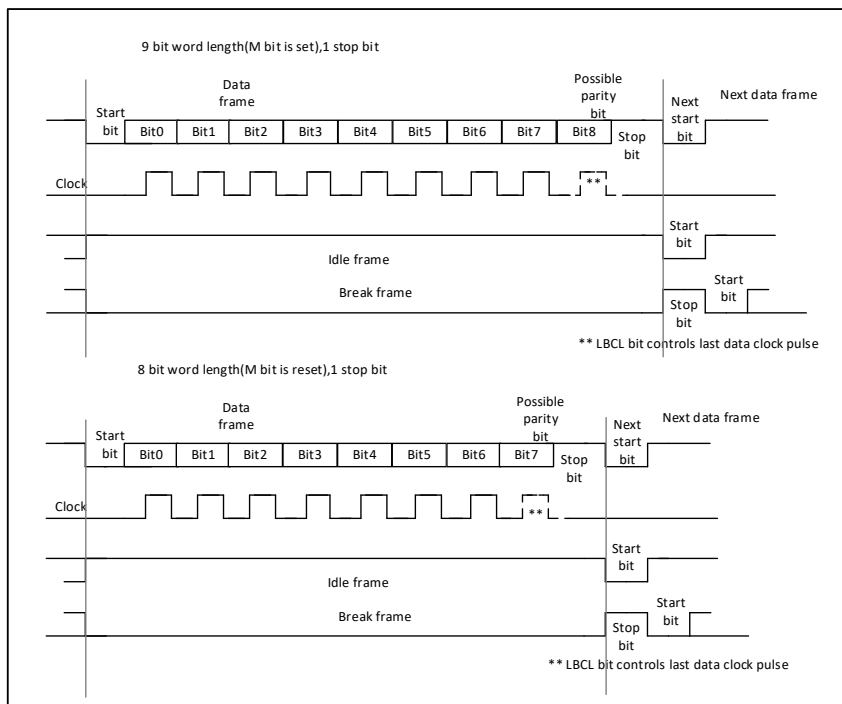 9 bit word length(M bit is set),1 stop bit
Data
frame
Possible
parity
bit
Start
bit
Bit0 Bit1 Bit2 Bit3 Bit4 Bit5 Bit6 Bit7 Bit8
Stop
bit
Next
start
bit
Next data frame
Clock
**
Start
bit
Idle frame
Break frame
Stop
bit
Start
bit
** LBCL bit controls last data clock pulse
8 bit word length(M bit is reset),1 stop bit
Data
frame
Possible
parity
bit
Start
bit
Bit0 Bit1 Bit2 Bit3 Bit4 Bit5 Bit6 Bit7
Stop
bit
Next
start
bit
Next data frame
Clock
**
Start
bit
Idle frame
Break frame
Stop
bit
Start
bit
** LBCL bit controls last data clock pulse